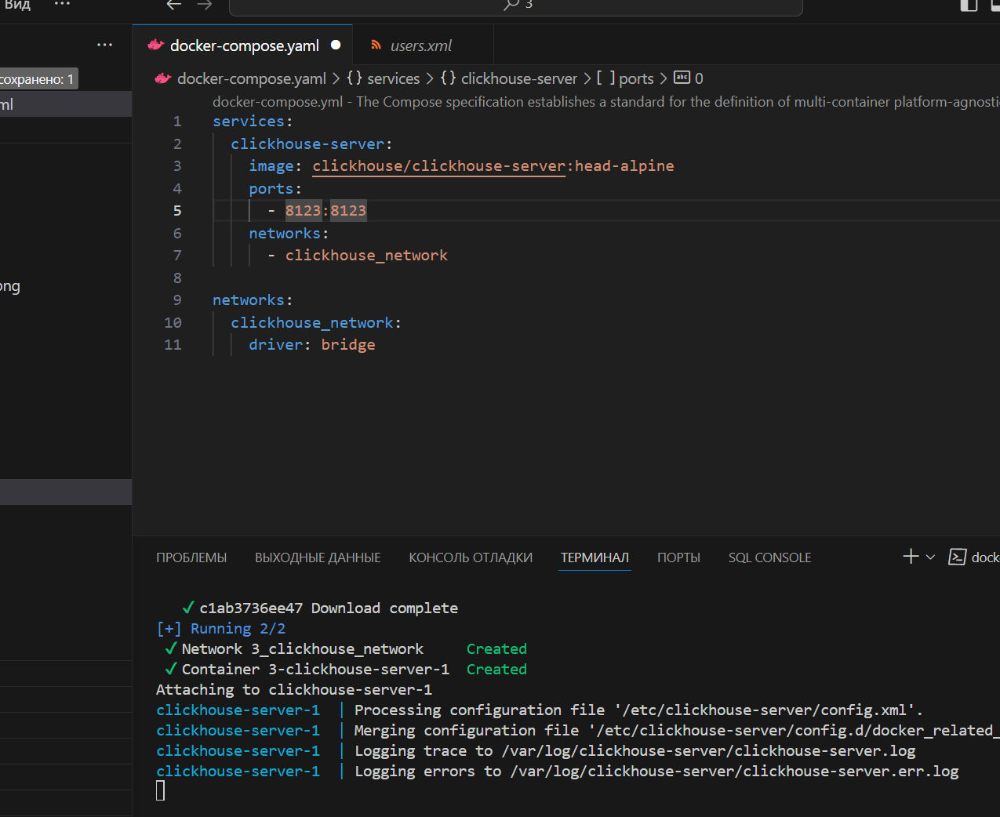 Вид ···
3
···
docker-compose.yaml
users.xml
сохранено: 1
ml
docker-compose.yaml > {} services > {} clickhouse-server > [ ] ports > abc 0
docker-compose.yml - The Compose specification establishes a standard for the definition of multi-container platform-agnosti
1 services:
2 clickhouse-server:
3 image: clickhouse/clickhouse-server:head-alpine
4 ports:
5 - 8123:8123
6 networks:
7 - clickhouse_network
8
9 networks:
10 clickhouse_network:
11 driver: bridge
ong
ПРОБЛЕМЫ ВЫХОДНЫЕ ДАННЫЕ КОНСОЛЬ ОТЛАДКИ ТЕРМИНАЛ ПОРТЫ SQL CONSOLE
dock
✓ c1ab3736ee47 Download complete
[+] Running 2/2
✓ Network 3_clickhouse_network Created
✓ Container 3-clickhouse-server-1 Created
Attaching to clickhouse-server-1
clickhouse-server-1 | Processing configuration file '/etc/clickhouse-server/config.xml'.
clickhouse-server-1 | Merging configuration file '/etc/clickhouse-server/config.d/docker_related_
clickhouse-server-1 | Logging trace to /var/log/clickhouse-server/clickhouse-server.log
clickhouse-server-1 | Logging errors to /var/log/clickhouse-server/clickhouse-server.err.log